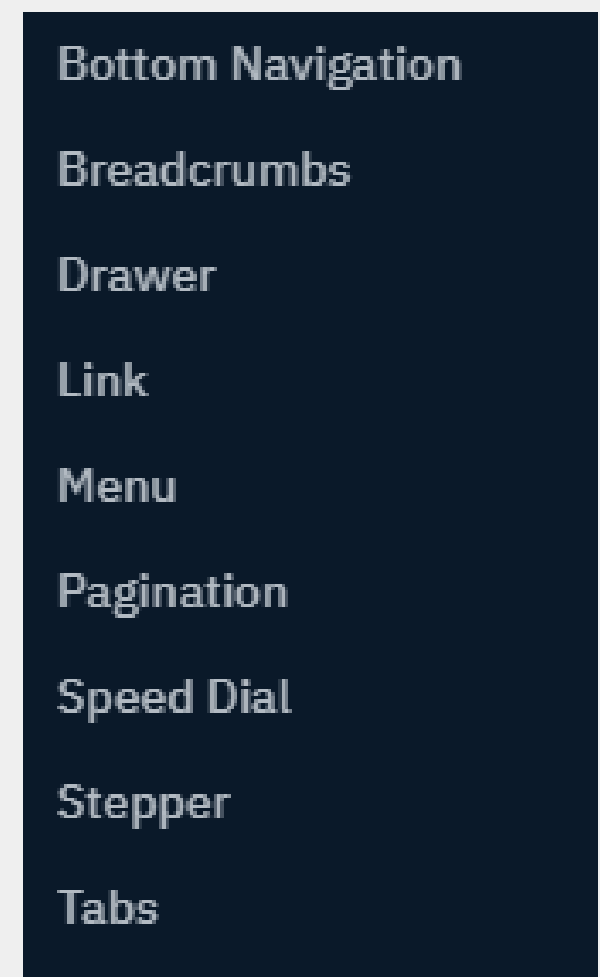 Bottom Navigation
Breadcrumbs
Drawer
Link
Menu
Pagination
Speed Dial
Stepper
Tabs